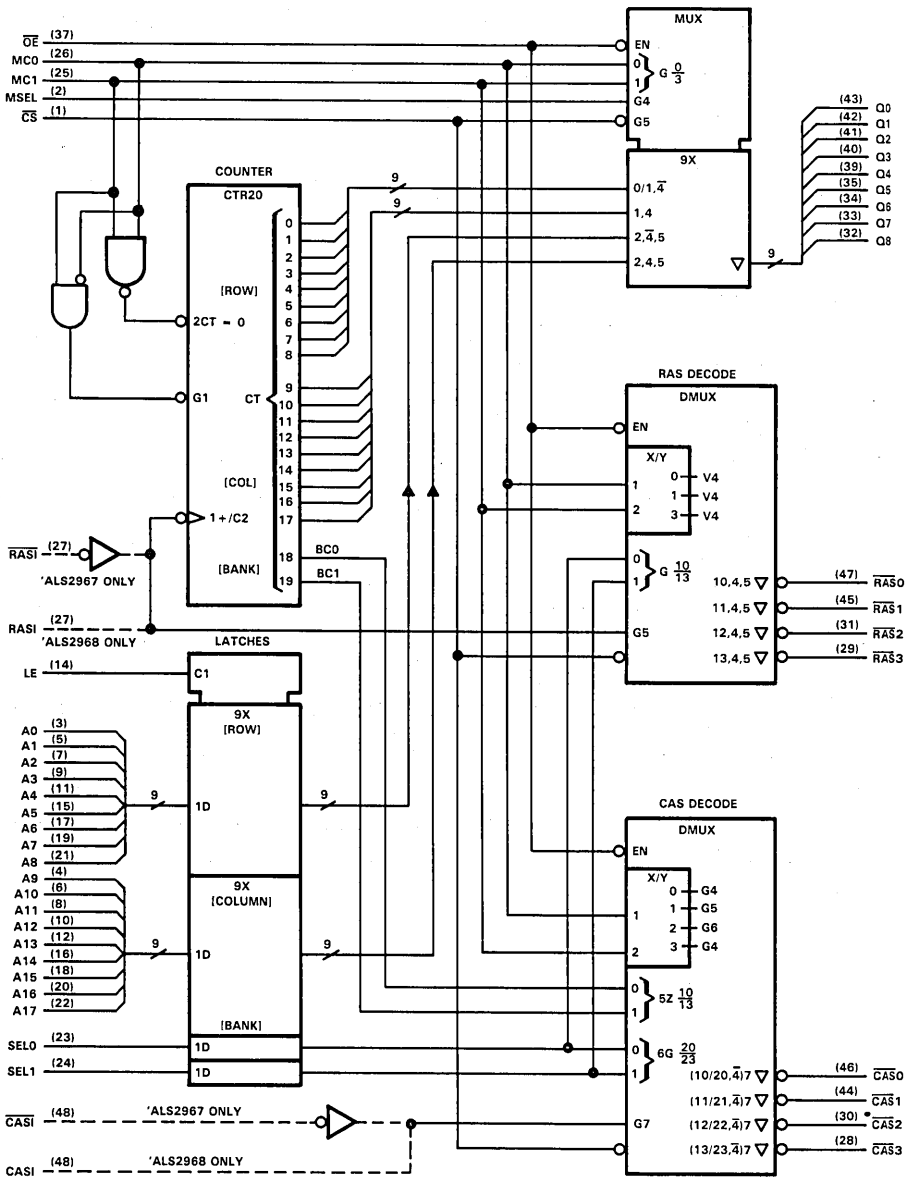 MUX
OE (37)
EN
MC0 (26)
0
MC1 (25)
1 } G 0/3
MSEL (2)
G4
CS (1)
G5
9X
0/1,4̅
1,4
2,4̅,5
2,4,5
▽
9
9
9
(43) Q0
(42) Q1
(41) Q2
(40) Q3
(39) Q4
(35) Q5
(34) Q6
(33) Q7
(32) Q8
COUNTER
CTR20
0
1
2
3
4
5
6
7
8
[ROW]
2CT = 0
G1
CT
9
10
11
12
13
14
15
16
17
[COL]
1+/C2
18 BC0
19 BC1
[BANK]
R̅A̅S̅I̅ (27)
'ALS2967 ONLY
RASI (27)
'ALS2968 ONLY
RAS DECODE
DMUX
EN
X/Y
1
2
0 V4
1 V4
3 V4
0
1 } G 10/13
G5
10,4,5 ▽ (47) R̅A̅S̅0̅
11,4,5 ▽ (45) R̅A̅S̅1̅
12,4,5 ▽ (31) R̅A̅S̅2̅
13,4,5 ▽ (29) R̅A̅S̅3̅
LATCHES
LE (14)
C1
9X
[ROW]
A0 (3)
A1 (5)
A2 (7)
A3 (9)
A4 (11)
A5 (15)
A6 (17)
A7 (19)
A8 (21)
9
1D
9
9X
[COLUMN]
A9 (4)
A10 (6)
A11 (8)
A12 (10)
A13 (12)
A14 (16)
A15 (18)
A16 (20)
A17 (22)
9
1D
9
[BANK]
SEL0 (23)
1D
SEL1 (24)
1D
C̅A̅S̅I̅ (48)
'ALS2967 ONLY
CASI (48)
'ALS2968 ONLY
CAS DECODE
DMUX
EN
X/Y
1
2
0 G4
1 G5
2 G6
3 G4
0
1 } 5Z 10/13
0
1 } 6G 20/23
G7
(10/20,4̅)7 ▽ (46) C̅A̅S̅0̅
(11/21,4̅)7 ▽ (44) C̅A̅S̅1̅
(12/22,4̅)7 ▽ (30) C̅A̅S̅2̅
(13/23,4̅)7 ▽ (28) C̅A̅S̅3̅